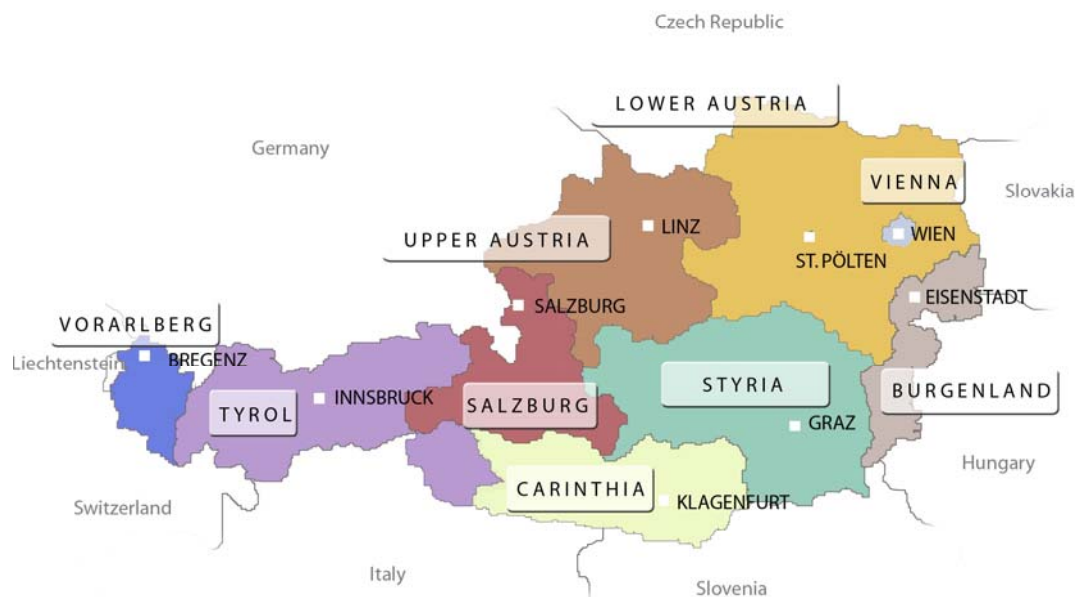 Czech Republic
LOWER AUSTRIA
Germany
VIENNA
Slovakia
LINZ
WIEN
UPPER AUSTRIA
ST. PÖLTEN
SALZBURG
EISENSTADT
VORARLBERG
Liechtenstein
BREGENZ
STYRIA
BURGENLAND
TYROL
INNSBRUCK
SALZBURG
GRAZ
Hungary
CARINTHIA
KLAGENFURT
Switzerland
Italy
Slovenia